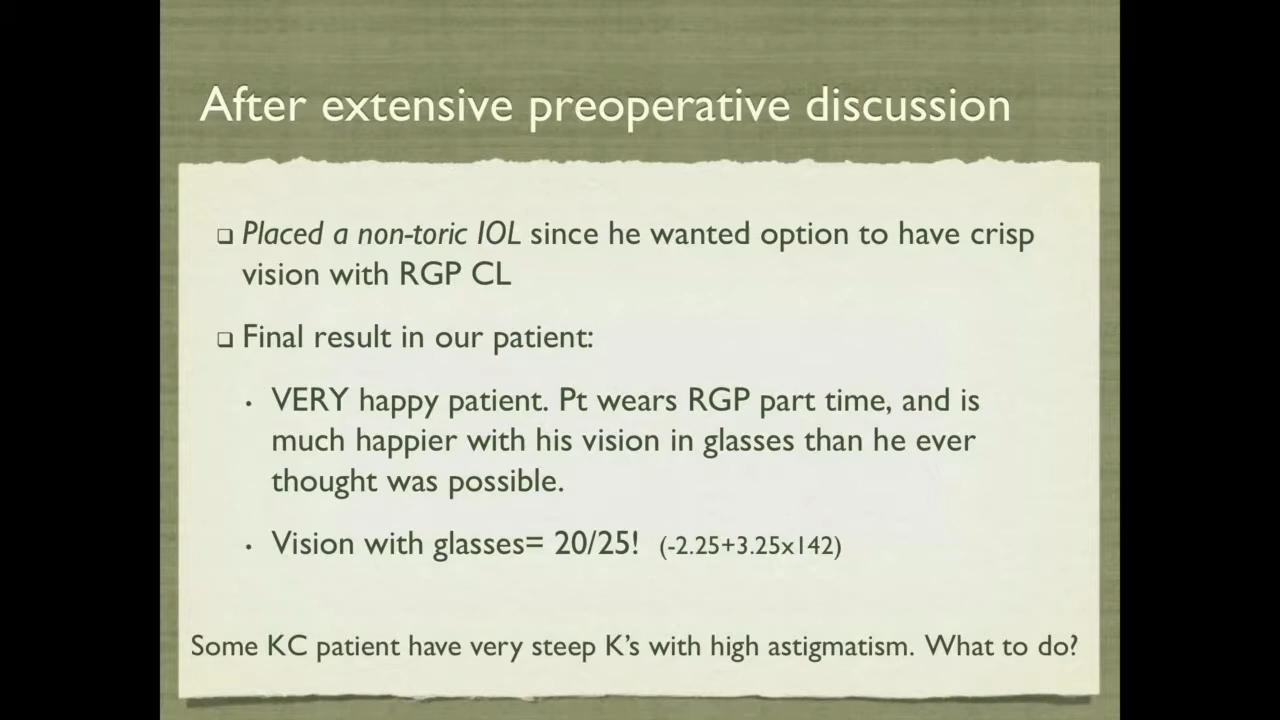 After extensive preoperative discussion
❑ Placed a non-toric IOL since he wanted option to have crisp
vision with RGP CL
❑ Final result in our patient:
• VERY happy patient. Pt wears RGP part time, and is
much happier with his vision in glasses than he ever
thought was possible.
• Vision with glasses= 20/25! (-2.25+3.25x142)
Some KC patient have very steep K’s with high astigmatism. What to do?